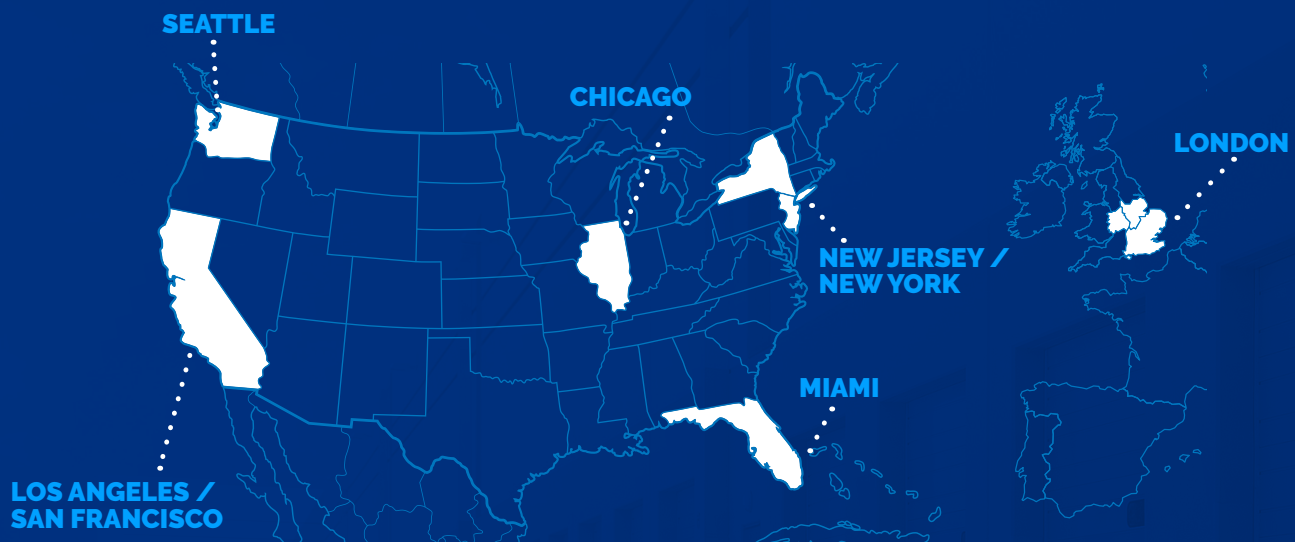 SEATTLE
CHICAGO
LONDON
NEW JERSEY /
NEW YORK
MIAMI
LOS ANGELES /
SAN FRANCISCO